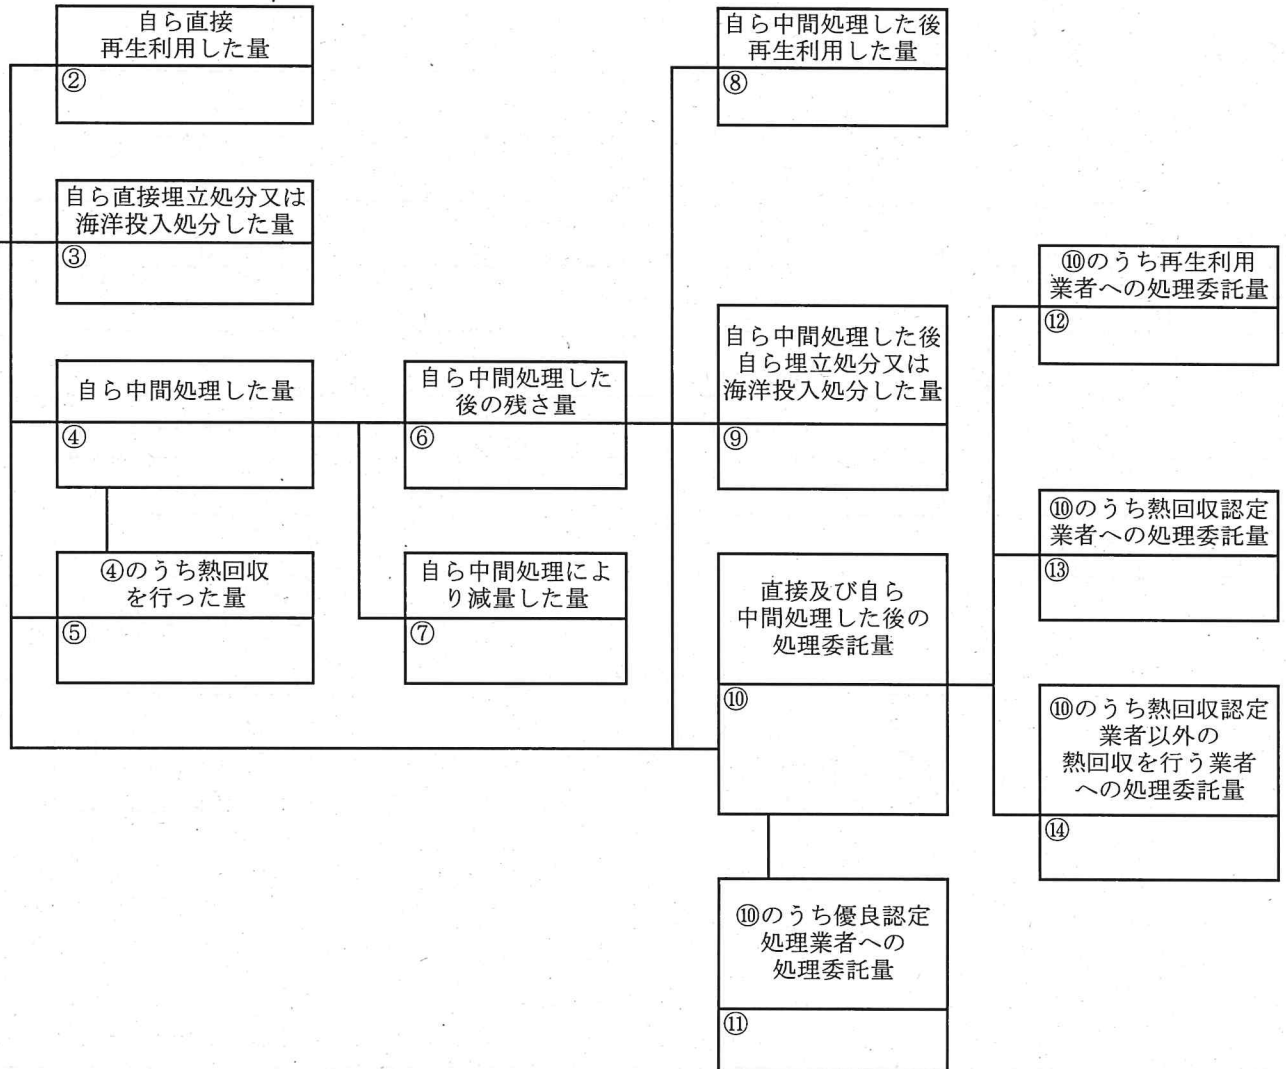 自ら直接
再生利用した量
②
自ら直接埋立処分又は
海洋投入処分した量
③
自ら中間処理した量
④
④のうち熱回収
を行った量
⑤
自ら中間処理した
後の残さ量
⑥
自ら中間処理によ
り減量した量
⑦
自ら中間処理した後
再生利用した量
⑧
自ら中間処理した後
自ら埋立処分又は
海洋投入処分した量
⑨
直接及び自ら
中間処理した後の
処理委託量
⑩
⑩のうち優良認定
処理業者への
処理委託量
⑪
⑩のうち再生利用
業者への処理委託量
⑫
⑩のうち熱回収認定
業者への処理委託量
⑬
⑩のうち熱回収認定
業者以外の
熱回収を行う業者
への処理委託量
⑭